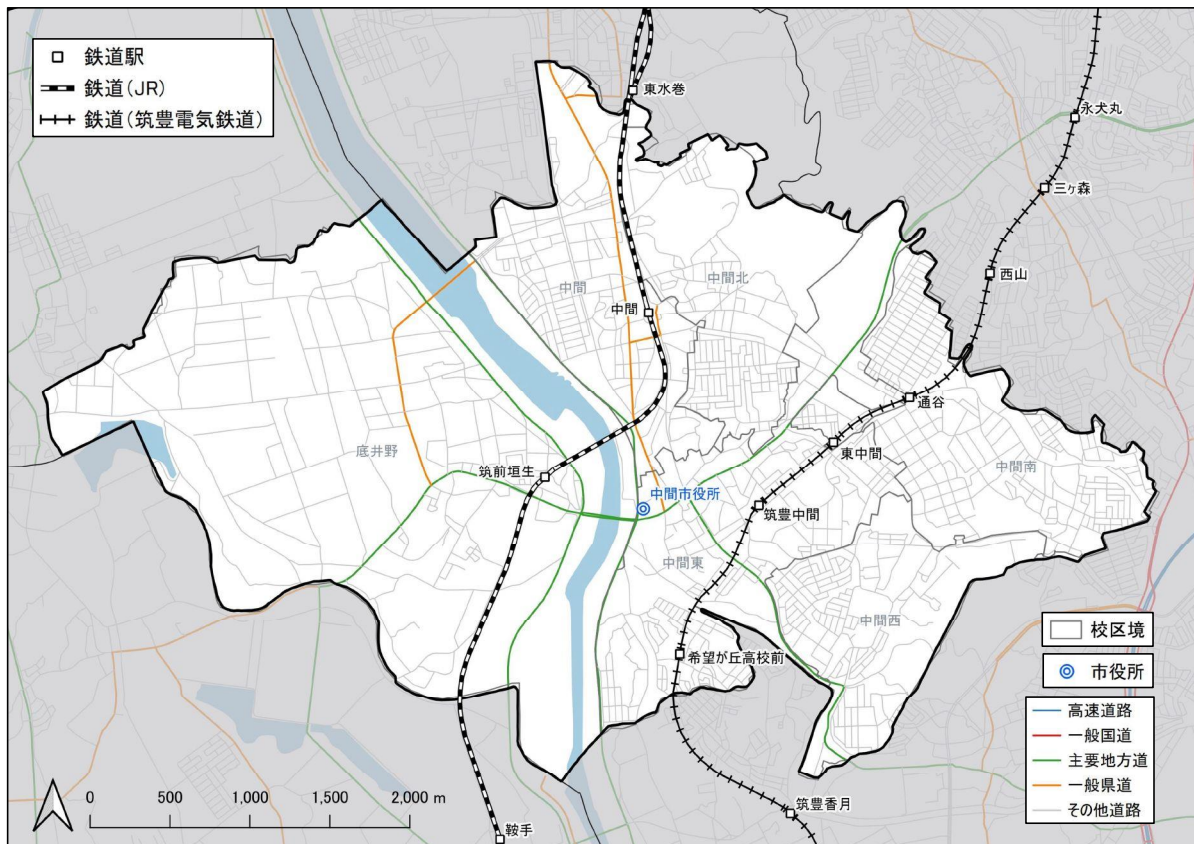 鉄道駅
鉄道(JR)
鉄道(筑豊電気鉄道)
東水巻
永犬丸
三ヶ森
西山
中間北
中間
中間
通谷
東中間
底井野
筑前垣生
中間南
中間市役所
筑豊中間
中間東
中間西
希望が丘高校前
校区境
市役所
高速道路
一般国道
主要地方道
一般県道
その他道路
0 500 1,000 1,500 2,000 m
筑豊香月
鞍手